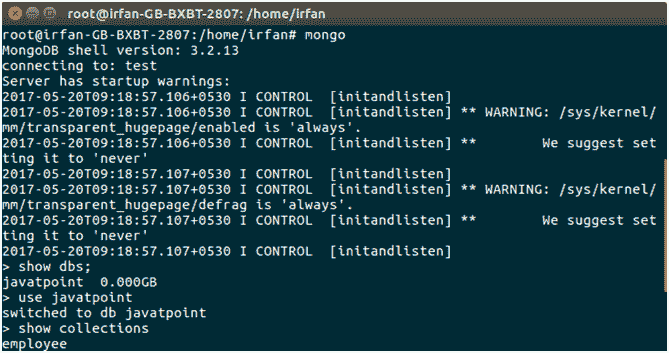 root@irfan-GB-BXBT-2807: /home/irfan
root@irfan-GB-BXBT-2807:/home/irfan# mongo
MongoDB shell version: 3.2.13
connecting to: test
Server has startup warnings:
2017-05-20T09:18:57.106+0530 I CONTROL  [initandlisten]
2017-05-20T09:18:57.106+0530 I CONTROL  [initandlisten] ** WARNING: /sys/kernel/
mm/transparent_hugepage/enabled is 'always'.
2017-05-20T09:18:57.106+0530 I CONTROL  [initandlisten] **        We suggest set
ting it to 'never'
2017-05-20T09:18:57.107+0530 I CONTROL  [initandlisten]
2017-05-20T09:18:57.107+0530 I CONTROL  [initandlisten] ** WARNING: /sys/kernel/
mm/transparent_hugepage/defrag is 'always'.
2017-05-20T09:18:57.107+0530 I CONTROL  [initandlisten] **        We suggest set
ting it to 'never'
2017-05-20T09:18:57.107+0530 I CONTROL  [initandlisten]
> show dbs;
javatpoint  0.000GB
> use javatpoint
switched to db javatpoint
> show collections
employee